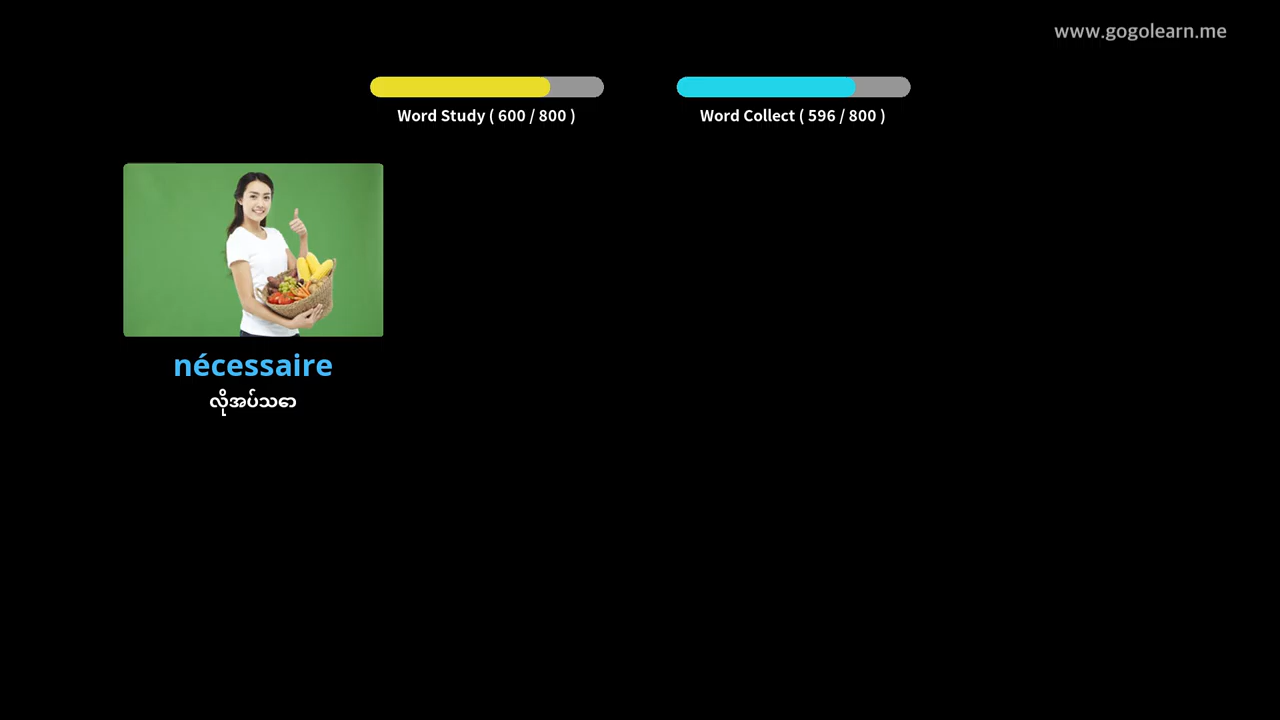 www.gogolearn.me
Word Study ( 600 / 800 )
Word Collect ( 596 / 800 )
nécessaire
လိုအပ်သော